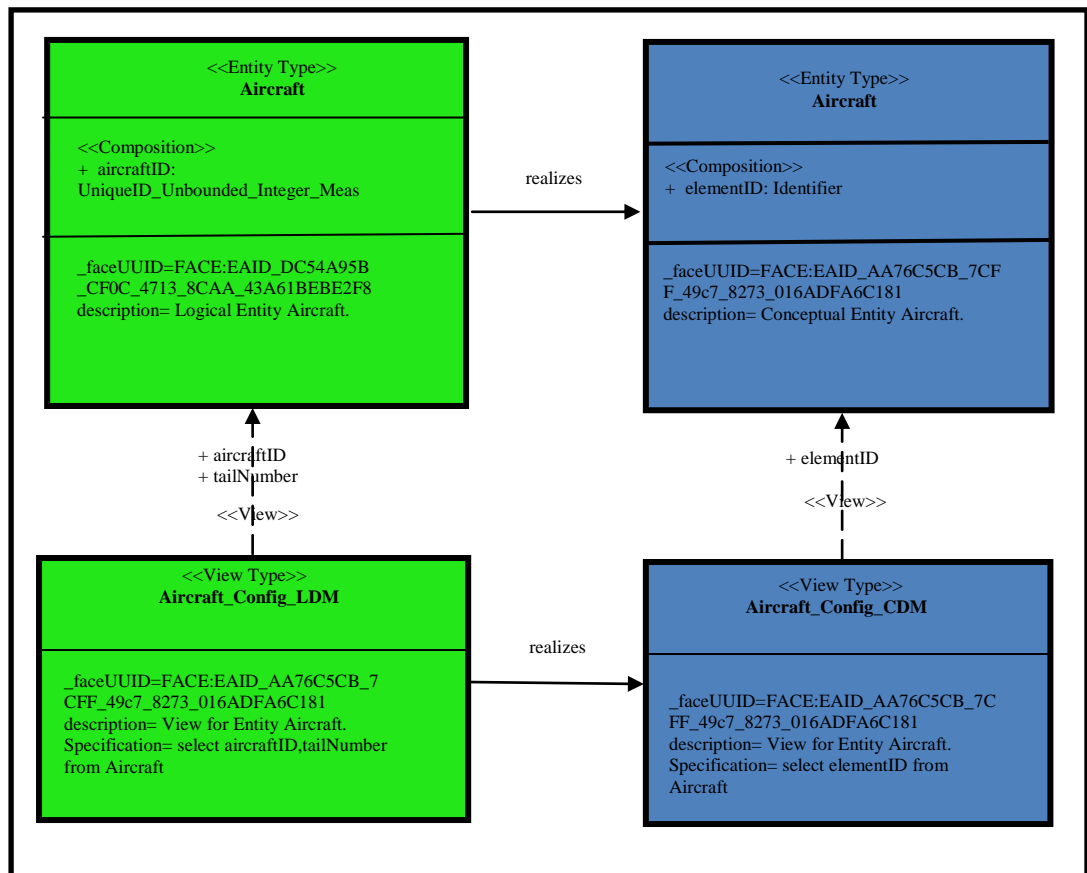 <<Entity Type>>
Aircraft
<<Composition>>
+ aircraftID:
UniqueID_Unbounded_Integer_Meas
_faceUUID=FACE:EAID_DC54A95B
_CF0C_4713_8CAA_43A61BEBE2F8
description= Logical Entity Aircraft.
realizes
<<Entity Type>>
Aircraft
<<Composition>>
+ elementID: Identifier
_faceUUID=FACE:EAID_AA76C5CB_7CF
F_49c7_8273_016ADFA6C181
description= Conceptual Entity Aircraft.
+ aircraftID
+ tailNumber
<<View>>
+ elementID
<<View>>
<<View Type>>
Aircraft_Config_LDM
_faceUUID=FACE:EAID_AA76C5CB_7
CFF_49c7_8273_016ADFA6C181
description= View for Entity Aircraft.
Specification= select aircraftID,tailNumber
from Aircraft
realizes
<<View Type>>
Aircraft_Config_CDM
_faceUUID=FACE:EAID_AA76C5CB_7C
FF_49c7_8273_016ADFA6C181
description= View for Entity Aircraft.
Specification= select elementID from
Aircraft